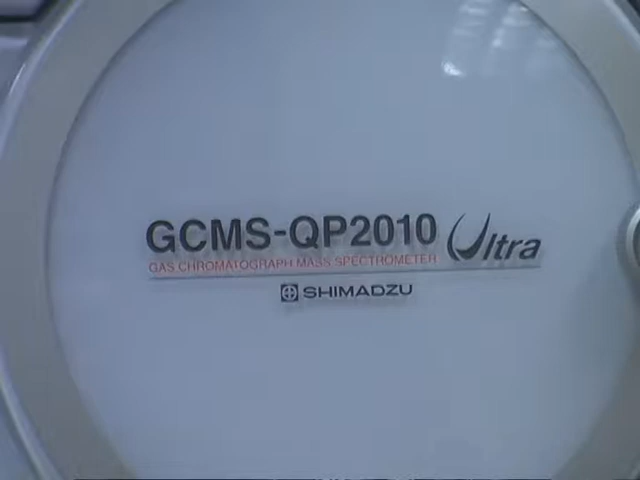 GCMS-QP2010 Ultra
GAS CHROMATOGRAPH MASS SPECTROMETER
SHIMADZU